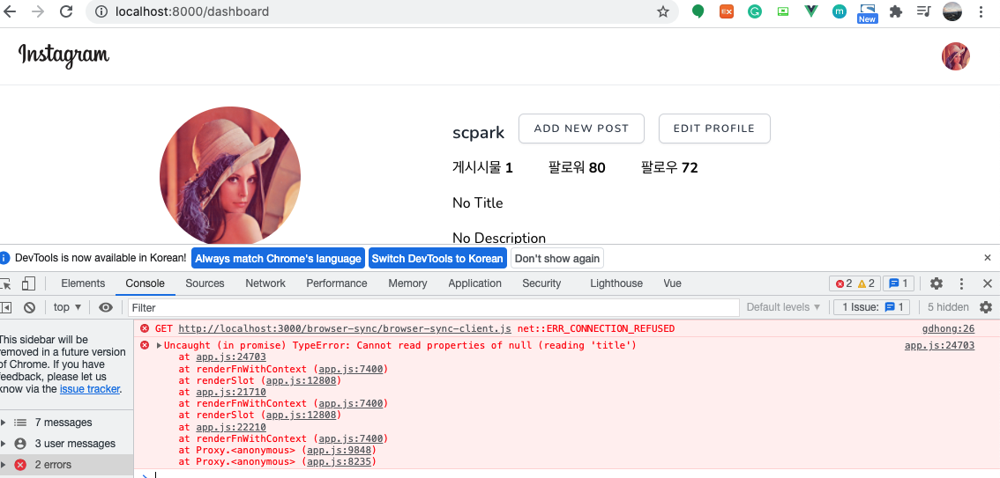 localhost:8000/dashboard
New
Instagram
scpark ADD NEW POST EDIT PROFILE
게시시물 1 팔로워 80 팔로우 72
No Title
No Description
DevTools is now available in Korean! Always match Chrome's language Switch DevTools to Korean Don't show again
Elements Console Sources Network Performance Memory Application Security Lighthouse Vue 2 2 1
top Filter Default levels 1 Issue: 1 5 hidden
This sidebar will be
removed in a future version
of Chrome. If you have
feedback, please let us
know via the issue tracker.
7 messages
3 user messages
2 errors
GET http://localhost:3000/browser-sync/browser-sync-client.js net::ERR_CONNECTION_REFUSED gdhong:26
Uncaught (in promise) TypeError: Cannot read properties of null (reading 'title') app.js:24703
at app.js:24703
at renderFnWithContext (app.js:7400)
at renderSlot (app.js:12808)
at app.js:21710
at renderFnWithContext (app.js:7400)
at renderSlot (app.js:12808)
at app.js:22210
at renderFnWithContext (app.js:7400)
at Proxy.<anonymous> (app.js:9848)
at Proxy.<anonymous> (app.js:8235)